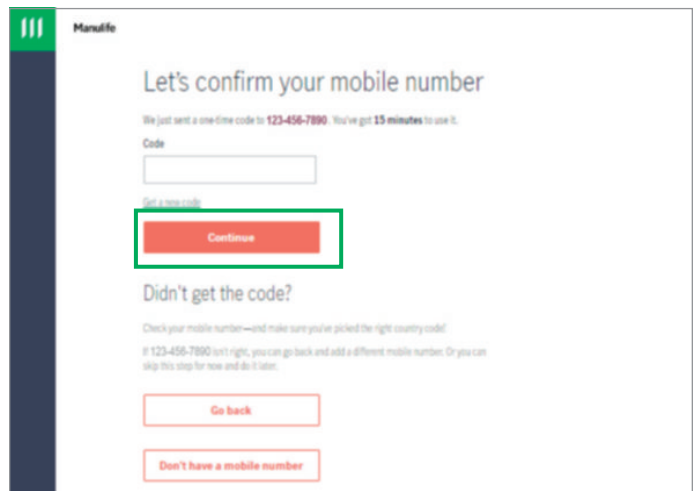 Manulife
Let's confirm your mobile number
We just sent a one-time code to 123-456-7890. You've got 15 minutes to use it.
Code
Get a new code
Continue
Didn't get the code?
Check your mobile number—and make sure you've picked the right country code!
If 123-456-7890 isn't right, you can go back and add a different mobile number. Or you can
skip this step for now and do it later.
Go back
Don't have a mobile number